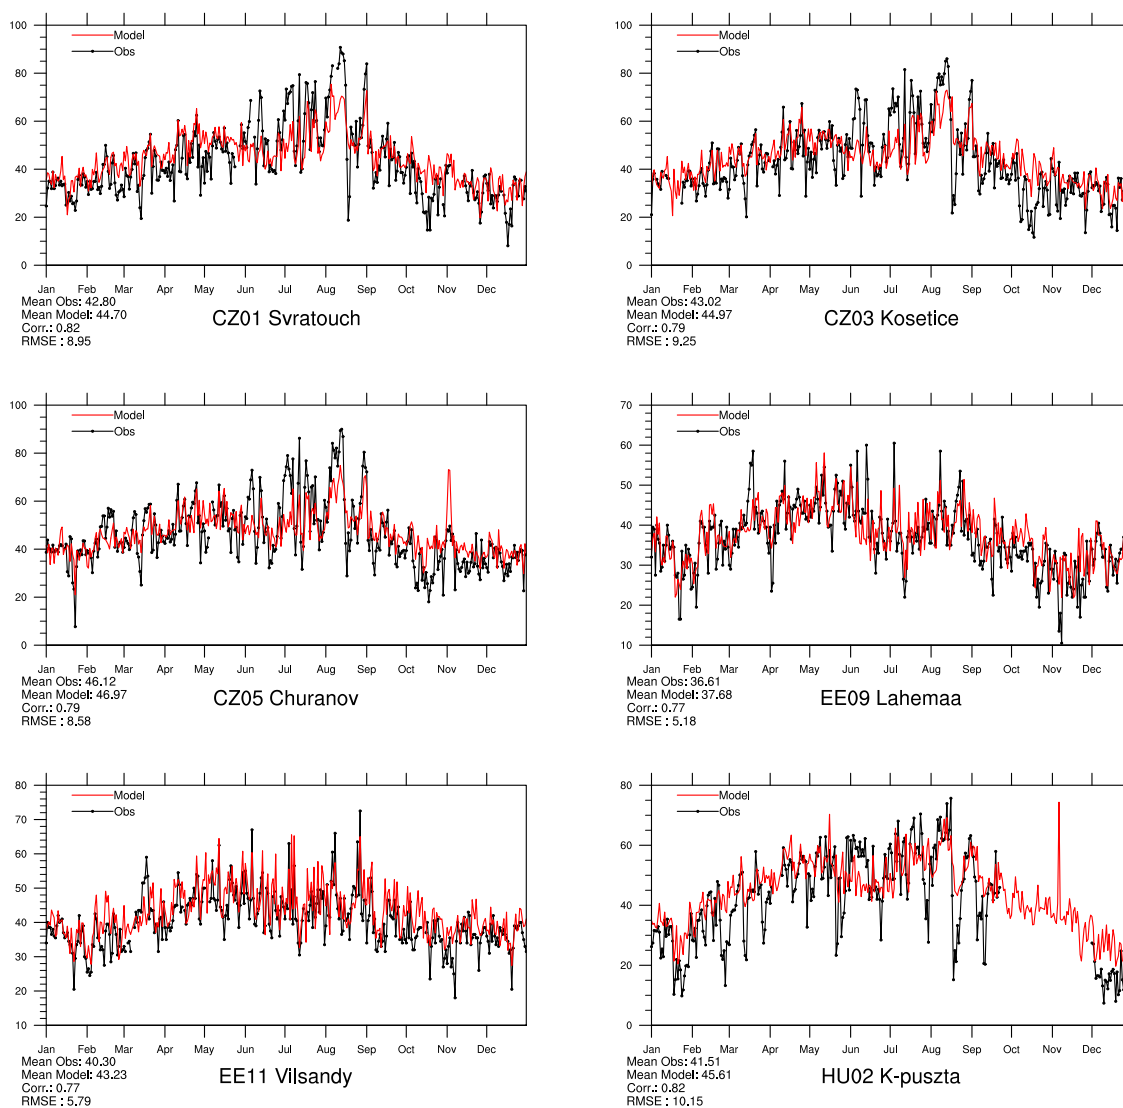 100
80
60
40
20
0
Model
Obs
Jan Feb Mar Apr May Jun Jul Aug Sep Oct Nov Dec
Mean Obs: 42.80
Mean Model: 44.70
Corr.: 0.82
RMSE : 8.95
CZ01 Svratouch
100
80
60
40
20
0
Model
Obs
Jan Feb Mar Apr May Jun Jul Aug Sep Oct Nov Dec
Mean Obs: 43.02
Mean Model: 44.97
Corr.: 0.79
RMSE : 9.25
CZ03 Kosetice
100
80
60
40
20
0
Model
Obs
Jan Feb Mar Apr May Jun Jul Aug Sep Oct Nov Dec
Mean Obs: 46.12
Mean Model: 46.97
Corr.: 0.79
RMSE : 8.58
CZ05 Churanov
70
60
50
40
30
20
10
Model
Obs
Jan Feb Mar Apr May Jun Jul Aug Sep Oct Nov Dec
Mean Obs: 36.61
Mean Model: 37.68
Corr.: 0.77
RMSE : 5.18
EE09 Lahemaa
80
70
60
50
40
30
20
10
Model
Obs
Jan Feb Mar Apr May Jun Jul Aug Sep Oct Nov Dec
Mean Obs: 40.30
Mean Model: 43.23
Corr.: 0.77
RMSE : 5.79
EE11 Vilsandy
80
60
40
20
0
Model
Obs
Jan Feb Mar Apr May Jun Jul Aug Sep Oct Nov Dec
Mean Obs: 41.51
Mean Model: 45.61
Corr.: 0.82
RMSE : 10.15
HU02 K-puszta